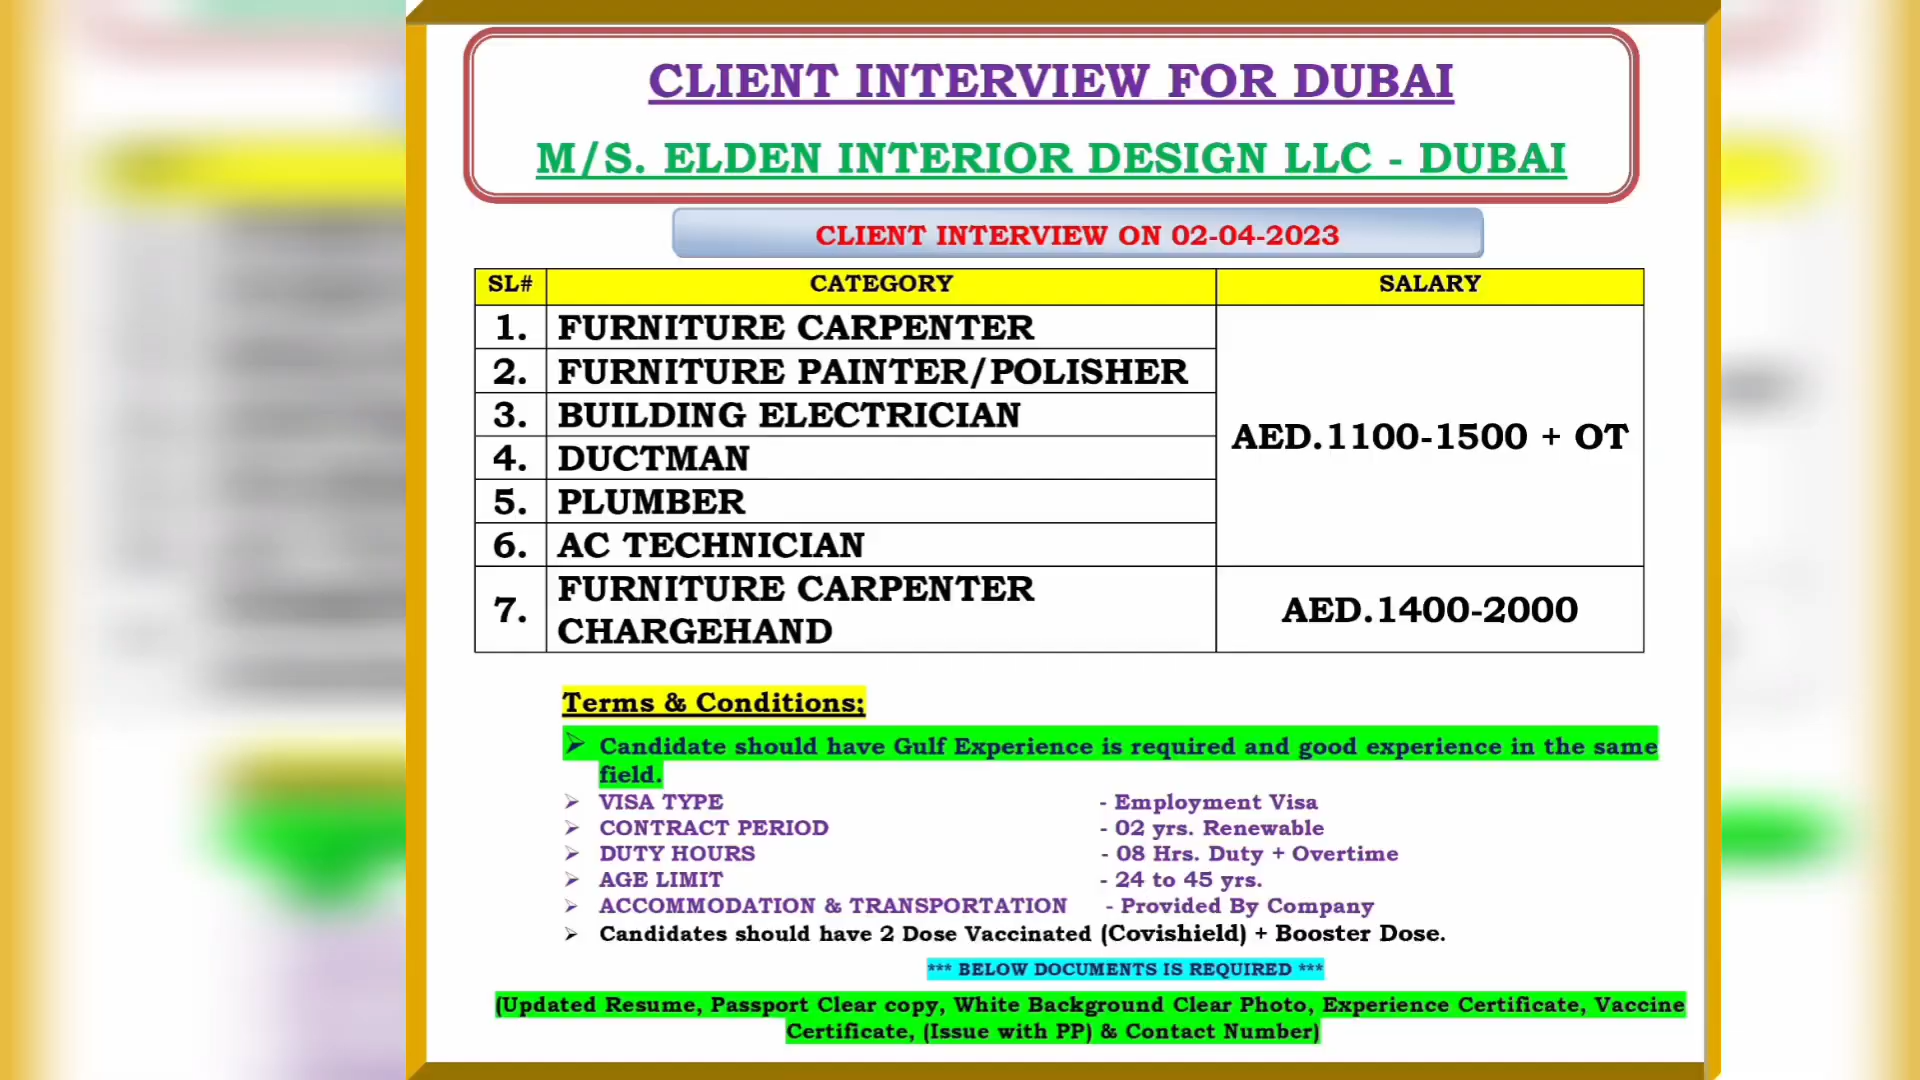 CLIENT INTERVIEW FOR DUBAI
M/S. ELDEN INTERIOR DESIGN LLC - DUBAI
CLIENT INTERVIEW ON 02-04-2023
SL# CATEGORY SALARY
1. FURNITURE CARPENTER
2. FURNITURE PAINTER/POLISHER
3. BUILDING ELECTRICIAN
4. DUCTMAN
5. PLUMBER
6. AC TECHNICIAN
AED.1100-1500 + OT
7. FURNITURE CARPENTER
CHARGEHAND
AED.1400-2000
Terms & Conditions;
➢ Candidate should have Gulf Experience is required and good experience in the same
field.
➢ VISA TYPE - Employment Visa
➢ CONTRACT PERIOD - 02 yrs. Renewable
➢ DUTY HOURS - 08 Hrs. Duty + Overtime
➢ AGE LIMIT - 24 to 45 yrs.
➢ ACCOMMODATION & TRANSPORTATION - Provided By Company
➢ Candidates should have 2 Dose Vaccinated (Covishield) + Booster Dose.
*** BELOW DOCUMENTS IS REQUIRED ***
(Updated Resume, Passport Clear copy, White Background Clear Photo, Experience Certificate, Vaccine
Certificate, (Issue with PP) & Contact Number)